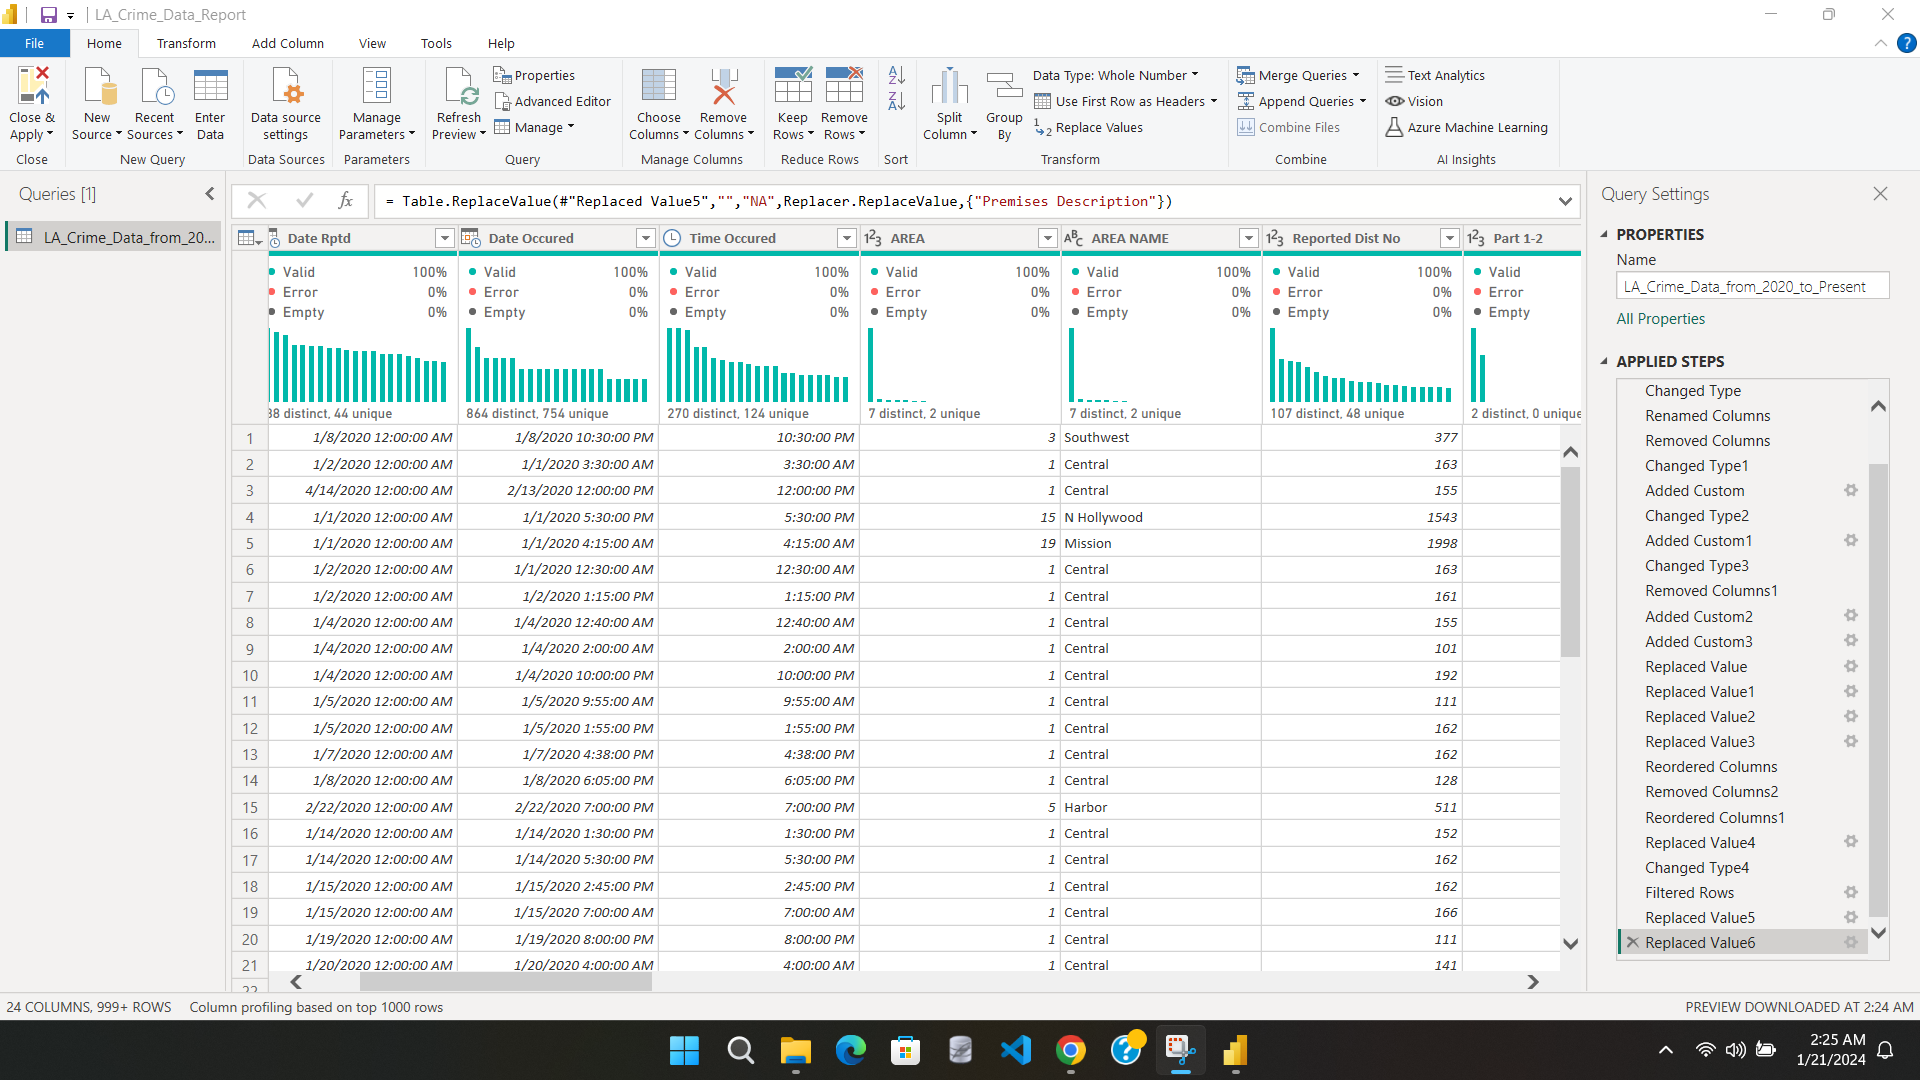 LA_Crime_Data_Report
File Home Transform Add Column View Tools Help
Close & Apply
New Source
Recent Sources
Enter Data
Data source settings
Manage Parameters
Refresh Preview
Properties
Advanced Editor
Manage
Choose Columns
Remove Columns
Keep Rows
Remove Rows
Split Column
Group By
Data Type: Whole Number
Use First Row as Headers
Replace Values
Merge Queries
Append Queries
Combine Files
Text Analytics
Vision
Azure Machine Learning
Close New Query Data Sources Parameters Query Manage Columns Reduce Rows Sort Transform Combine AI Insights
Queries [1]
LA_Crime_Data_from_20...
fx = Table.ReplaceValue(#"Replaced Value5","","NA",Replacer.ReplaceValue,{"Premises Description"})
Date Rptd Date Occured Time Occured 123 AREA ABC AREA NAME 123 Reported Dist No 123 Part 1-2
Valid 100% Valid 100% Valid 100% Valid 100% Valid 100% Valid 100% Valid
Error 0% Error 0% Error 0% Error 0% Error 0% Error 0% Error
Empty 0% Empty 0% Empty 0% Empty 0% Empty 0% Empty 0% Empty
38 distinct, 44 unique 864 distinct, 754 unique 270 distinct, 124 unique 7 distinct, 2 unique 7 distinct, 2 unique 107 distinct, 48 unique 2 distinct, 0 unique
1 1/8/2020 12:00:00 AM 1/8/2020 10:30:00 PM 10:30:00 PM 3 Southwest 377
2 1/2/2020 12:00:00 AM 1/1/2020 3:30:00 AM 3:30:00 AM 1 Central 163
3 4/14/2020 12:00:00 AM 2/13/2020 12:00:00 PM 12:00:00 PM 1 Central 155
4 1/1/2020 12:00:00 AM 1/1/2020 5:30:00 PM 5:30:00 PM 15 N Hollywood 1543
5 1/1/2020 12:00:00 AM 1/1/2020 4:15:00 AM 4:15:00 AM 19 Mission 1998
6 1/2/2020 12:00:00 AM 1/1/2020 12:30:00 AM 12:30:00 AM 1 Central 163
7 1/2/2020 12:00:00 AM 1/2/2020 1:15:00 PM 1:15:00 PM 1 Central 161
8 1/4/2020 12:00:00 AM 1/4/2020 12:40:00 AM 12:40:00 AM 1 Central 155
9 1/4/2020 12:00:00 AM 1/4/2020 2:00:00 AM 2:00:00 AM 1 Central 101
10 1/4/2020 12:00:00 AM 1/4/2020 10:00:00 PM 10:00:00 PM 1 Central 192
11 1/5/2020 12:00:00 AM 1/5/2020 9:55:00 AM 9:55:00 AM 1 Central 111
12 1/5/2020 12:00:00 AM 1/5/2020 1:55:00 PM 1:55:00 PM 1 Central 162
13 1/7/2020 12:00:00 AM 1/7/2020 4:38:00 PM 4:38:00 PM 1 Central 162
14 1/8/2020 12:00:00 AM 1/8/2020 6:05:00 PM 6:05:00 PM 1 Central 128
15 2/22/2020 12:00:00 AM 2/22/2020 7:00:00 PM 7:00:00 PM 5 Harbor 511
16 1/14/2020 12:00:00 AM 1/14/2020 1:30:00 PM 1:30:00 PM 1 Central 152
17 1/14/2020 12:00:00 AM 1/14/2020 5:30:00 PM 5:30:00 PM 1 Central 162
18 1/15/2020 12:00:00 AM 1/15/2020 2:45:00 PM 2:45:00 PM 1 Central 162
19 1/15/2020 12:00:00 AM 1/15/2020 7:00:00 AM 7:00:00 AM 1 Central 166
20 1/19/2020 12:00:00 AM 1/19/2020 8:00:00 PM 8:00:00 PM 1 Central 111
21 1/20/2020 12:00:00 AM 1/20/2020 4:00:00 AM 4:00:00 AM 1 Central 141
22
Query Settings
PROPERTIES
Name
LA_Crime_Data_from_2020_to_Present
All Properties
APPLIED STEPS
Changed Type
Renamed Columns
Removed Columns
Changed Type1
Added Custom
Changed Type2
Added Custom1
Changed Type3
Removed Columns1
Added Custom2
Added Custom3
Replaced Value
Replaced Value1
Replaced Value2
Replaced Value3
Reordered Columns
Removed Columns2
Reordered Columns1
Replaced Value4
Changed Type4
Filtered Rows
Replaced Value5
Replaced Value6
24 COLUMNS, 999+ ROWS Column profiling based on top 1000 rows PREVIEW DOWNLOADED AT 2:24 AM
2:25 AM
1/21/2024